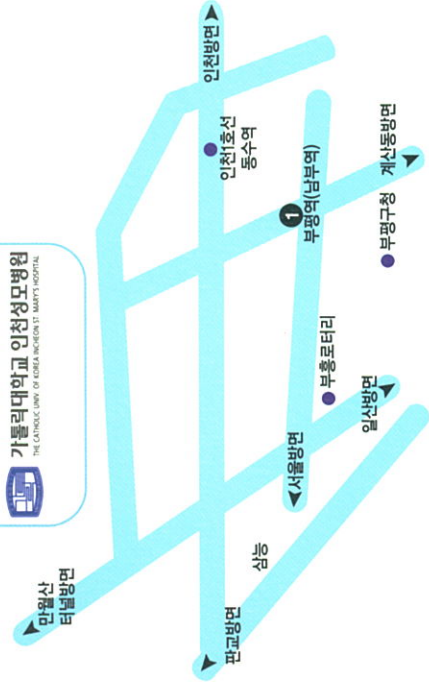 가톨릭대학교 인천성모병원
THE CATHOLIC UNIV. OF KOREA INCHEON ST. MARY'S HOSPITAL
만월산
터널방면
판교방면
삼능
서울방면
부흥로터리
일산방면
부평구청
계산동방면
1
부평역(남부역)
인천1호선
동수역
인천방면